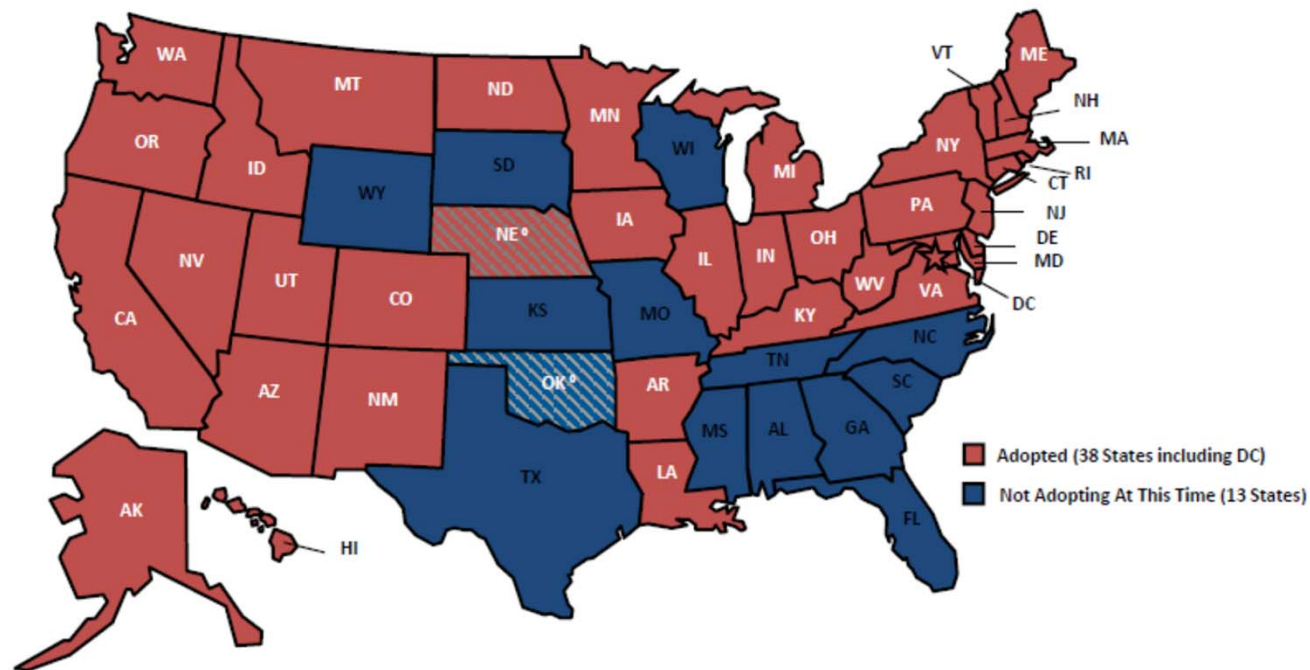 WA
MT
ND
MN
VT
ME
NH
OR
ID
SD
WI
NY
MA
WY
MI
RI
CT
IA
PA
NJ
NE⁰
OH
DE
NV
UT
IL
IN
MD
CO
WV
VA
DC
CA
KS
MO
KY
TN
NC
AZ
NM
OK⁰
AR
SC
MS
AL
GA
TX
LA
FL
AK
HI
Adopted (38 States including DC)
Not Adopting At This Time (13 States)